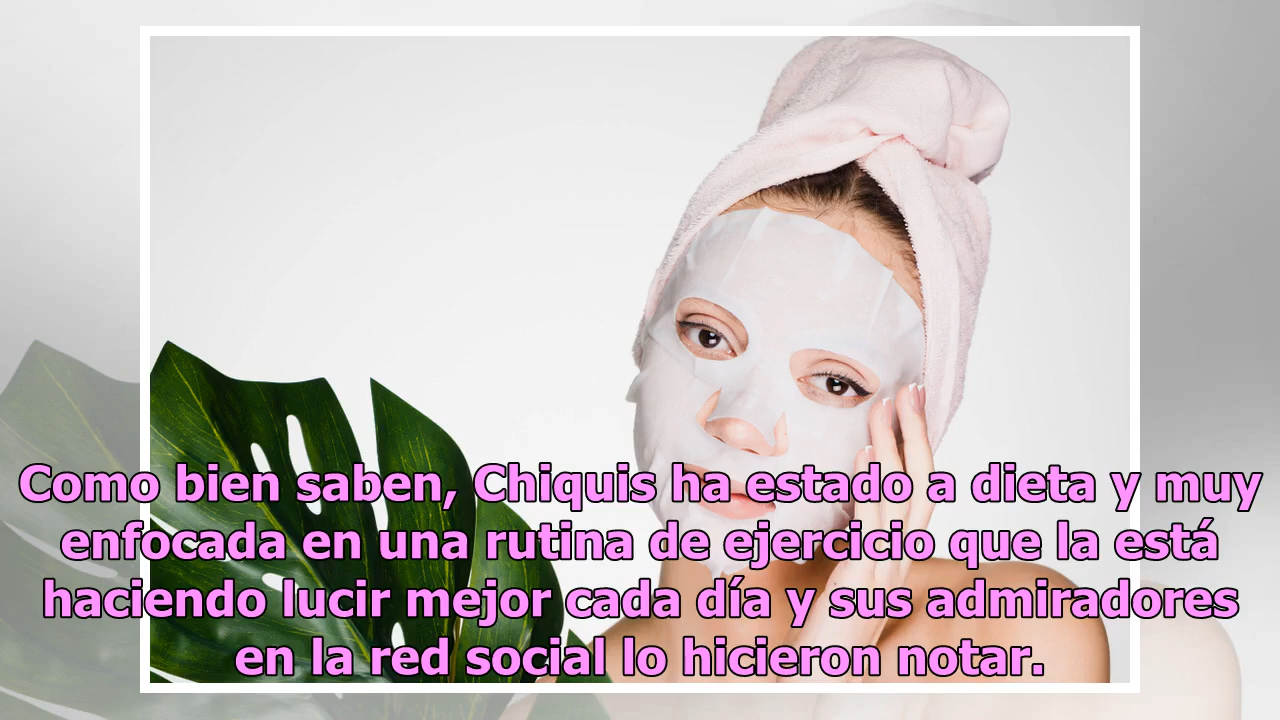 Como bien saben, Chiquis ha estado a dieta y muy
enfocada en una rutina de ejercicio que la está
haciendo lucir mejor cada día y sus admiradores
en la red social lo hicieron notar.